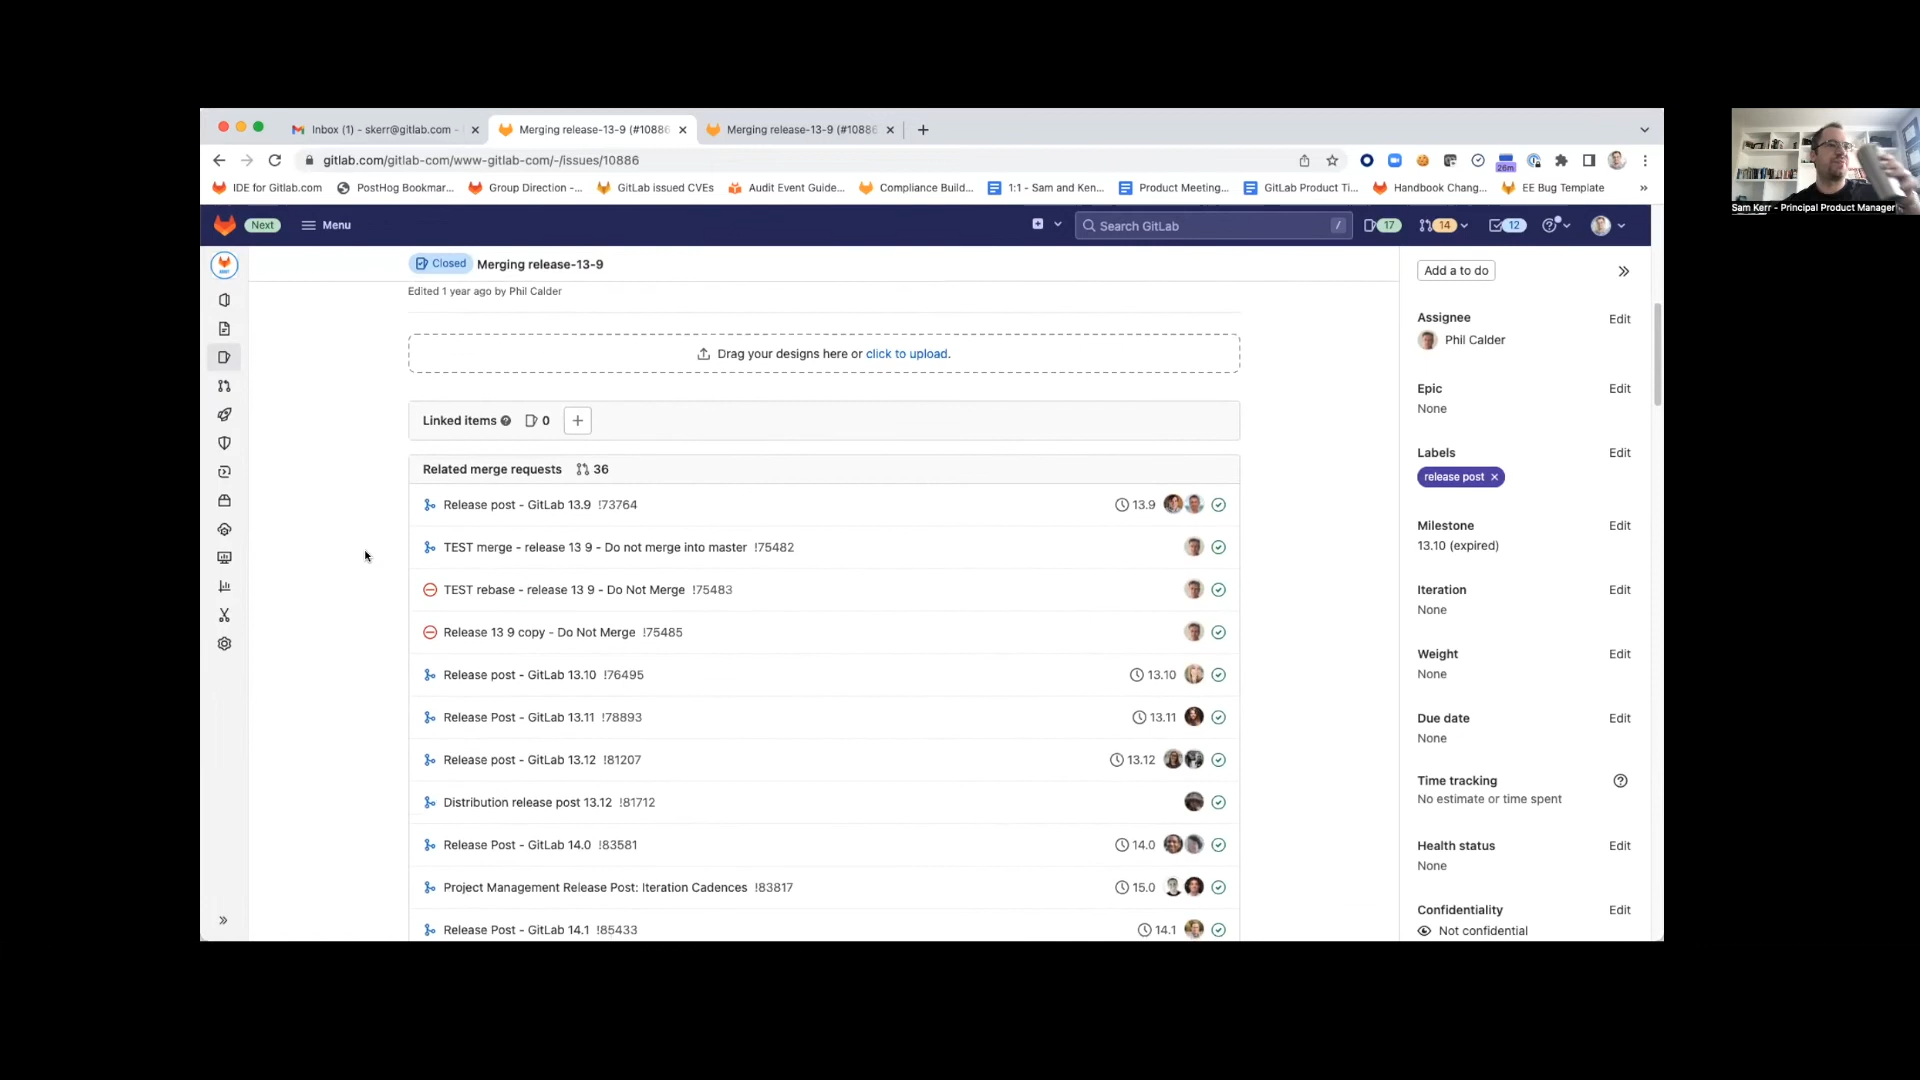 Inbox (1) - skerr@gitlab.com -
Merging release-13-9 (#10886
Merging release-13-9 (#10886
gitlab.com/gitlab-com/www-gitlab-com/-/issues/10886
26m
IDE for Gitlab.com
PostHog Bookmar...
Group Direction -...
GitLab issued CVEs
Audit Event Guide...
Compliance Build...
1:1 - Sam and Ken...
Product Meeting...
GitLab Product Ti...
Handbook Chang...
EE Bug Template
»
Next
Menu
Search GitLab
/
17
14
12
Closed
Merging release-13-9
Edited 1 year ago by Phil Calder
Drag your designs here or click to upload.
Linked items
0
Related merge requests 36
Release post - GitLab 13.9 !73764
13.9
TEST merge - release 13 9 - Do not merge into master !75482
TEST rebase - release 13 9 - Do Not Merge !75483
Release 13 9 copy - Do Not Merge !75485
Release post - GitLab 13.10 !76495
13.10
Release Post - GitLab 13.11 !78893
13.11
Release post - GitLab 13.12 !81207
13.12
Distribution release post 13.12 !81712
Release Post - GitLab 14.0 !83581
14.0
Project Management Release Post: Iteration Cadences !83817
15.0
Release Post - GitLab 14.1 !85433
14.1
Add a to do
Assignee
Edit
Phil Calder
Epic
Edit
None
Labels
Edit
release post
Milestone
Edit
13.10 (expired)
Iteration
Edit
None
Weight
Edit
None
Due date
Edit
None
Time tracking
No estimate or time spent
Health status
Edit
None
Confidentiality
Edit
Not confidential
Sam Kerr - Principal Product Manager